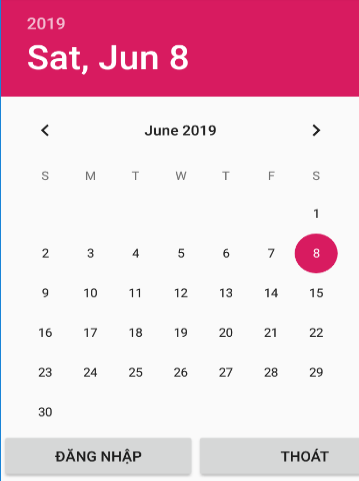 2019
Sat, Jun 8
June 2019
S M T W T F S
1
2 3 4 5 6 7 8
9 10 11 12 13 14 15
16 17 18 19 20 21 22
23 24 25 26 27 28 29
30
ĐĂNG NHẬP THOÁT